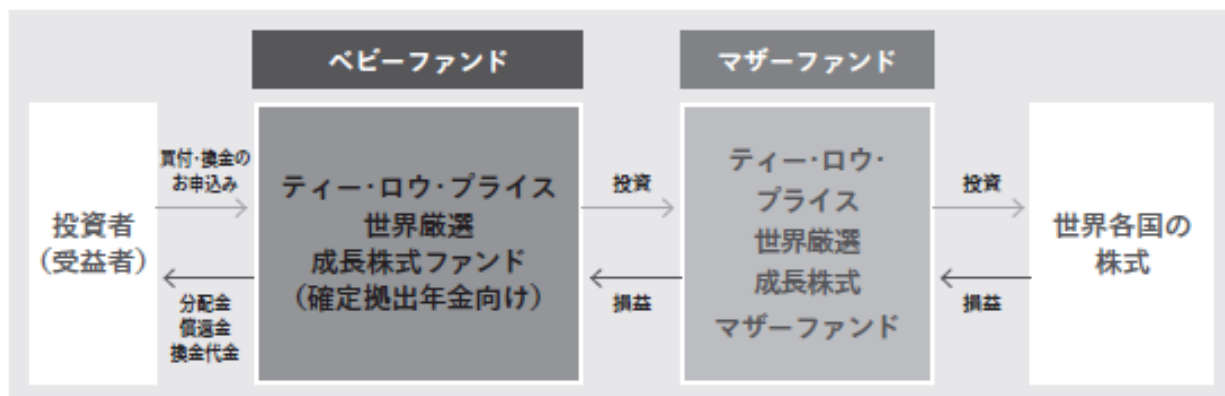 ベビーファンド
マザーファンド
投資者
(受益者)
買付・換金の
お申込み
分配金
償還金
換金代金
ティー・ロウ・プライス
世界厳選
成長株式ファンド
(確定拠出年金向け)
投資
損益
ティー・ロウ・
プライス
世界厳選
成長株式
マザーファンド
投資
損益
世界各国の
株式